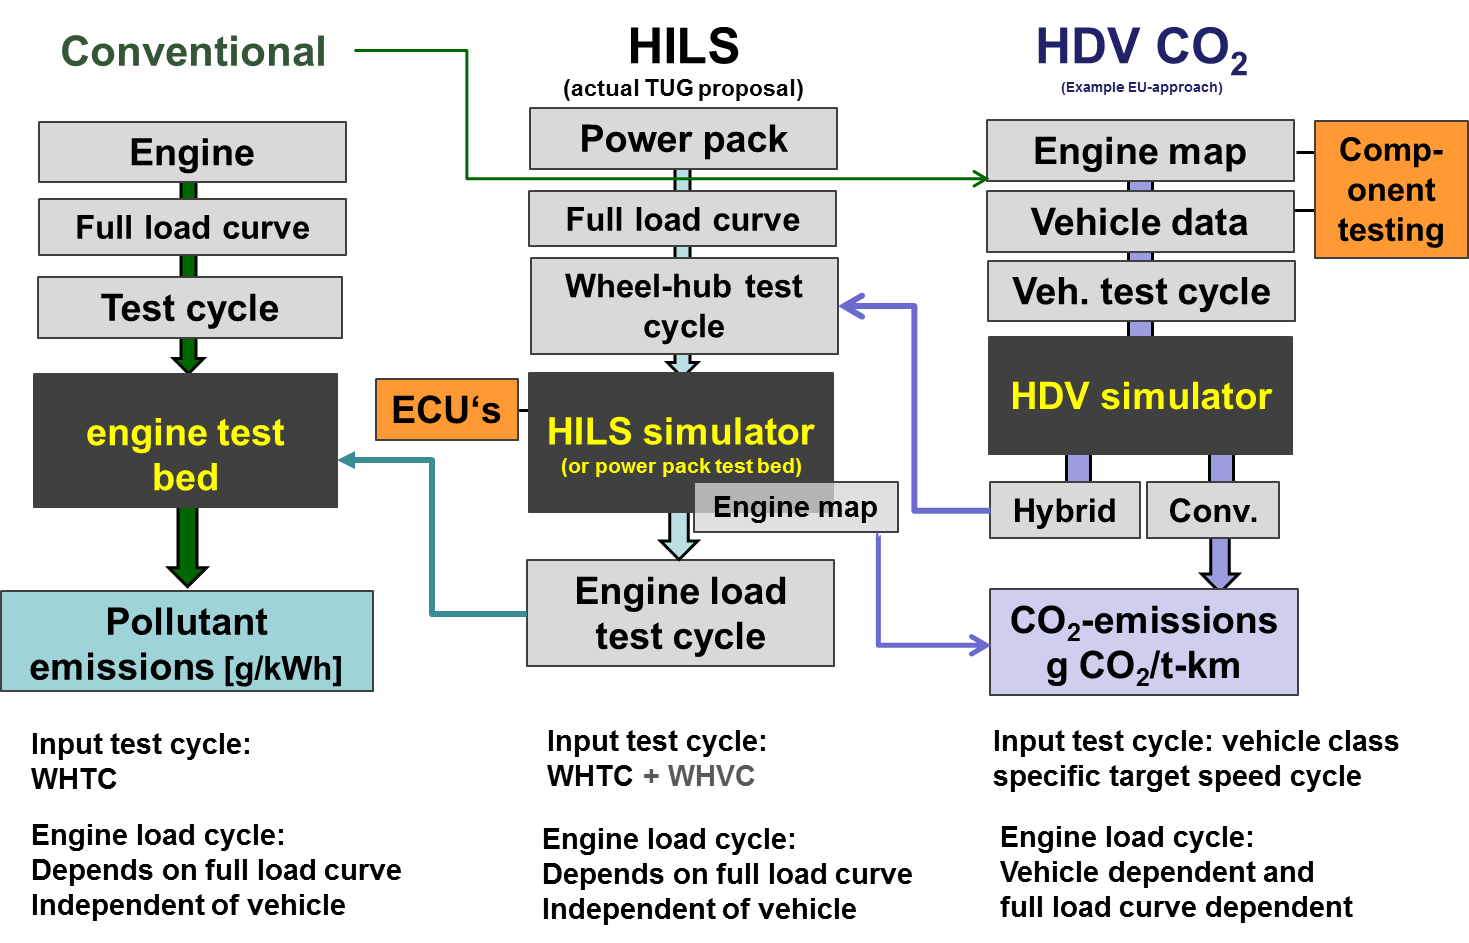 Conventional
Engine
Full load curve
Test cycle
engine test
bed
Pollutant
emissions [g/kWh]
Input test cycle:
WHTC
Engine load cycle:
Depends on full load curve
Independent of vehicle
HILS
(actual TUG proposal)
Power pack
Full load curve
Wheel-hub test
cycle
ECU‘s
HILS simulator
(or power pack test bed)
Engine map
Engine load
test cycle
Input test cycle:
WHTC + WHVC
Engine load cycle:
Depends on full load curve
Independent of vehicle
HDV CO2
(Example EU-approach)
Engine map
Vehicle data
Veh. test cycle
Comp-
onent
testing
HDV simulator
Hybrid
Conv.
CO2-emissions
g CO2/t-km
Input test cycle: vehicle class
specific target speed cycle
Engine load cycle:
Vehicle dependent and
full load curve dependent